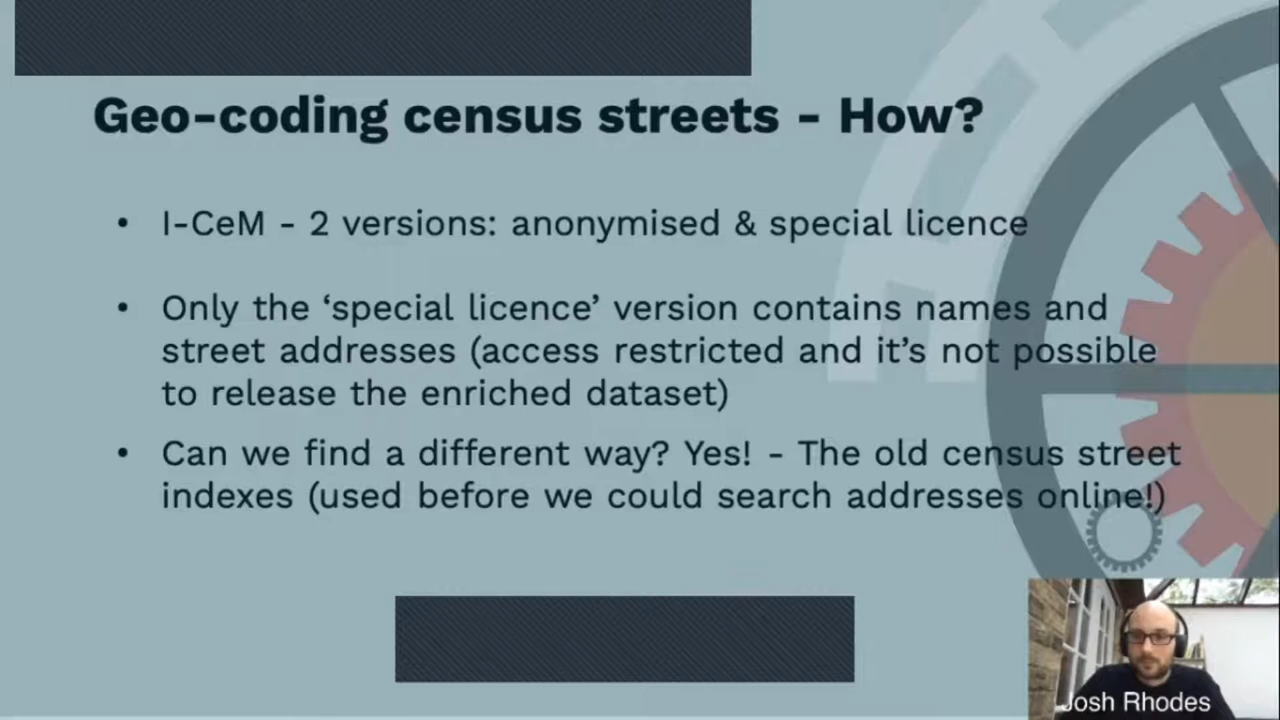 Geo-coding census streets - How?
• I-CeM - 2 versions: anonymised & special licence
• Only the ‘special licence’ version contains names and
street addresses (access restricted and it’s not possible
to release the enriched dataset)
• Can we find a different way? Yes! - The old census street
indexes (used before we could search addresses online!)
Josh Rhodes